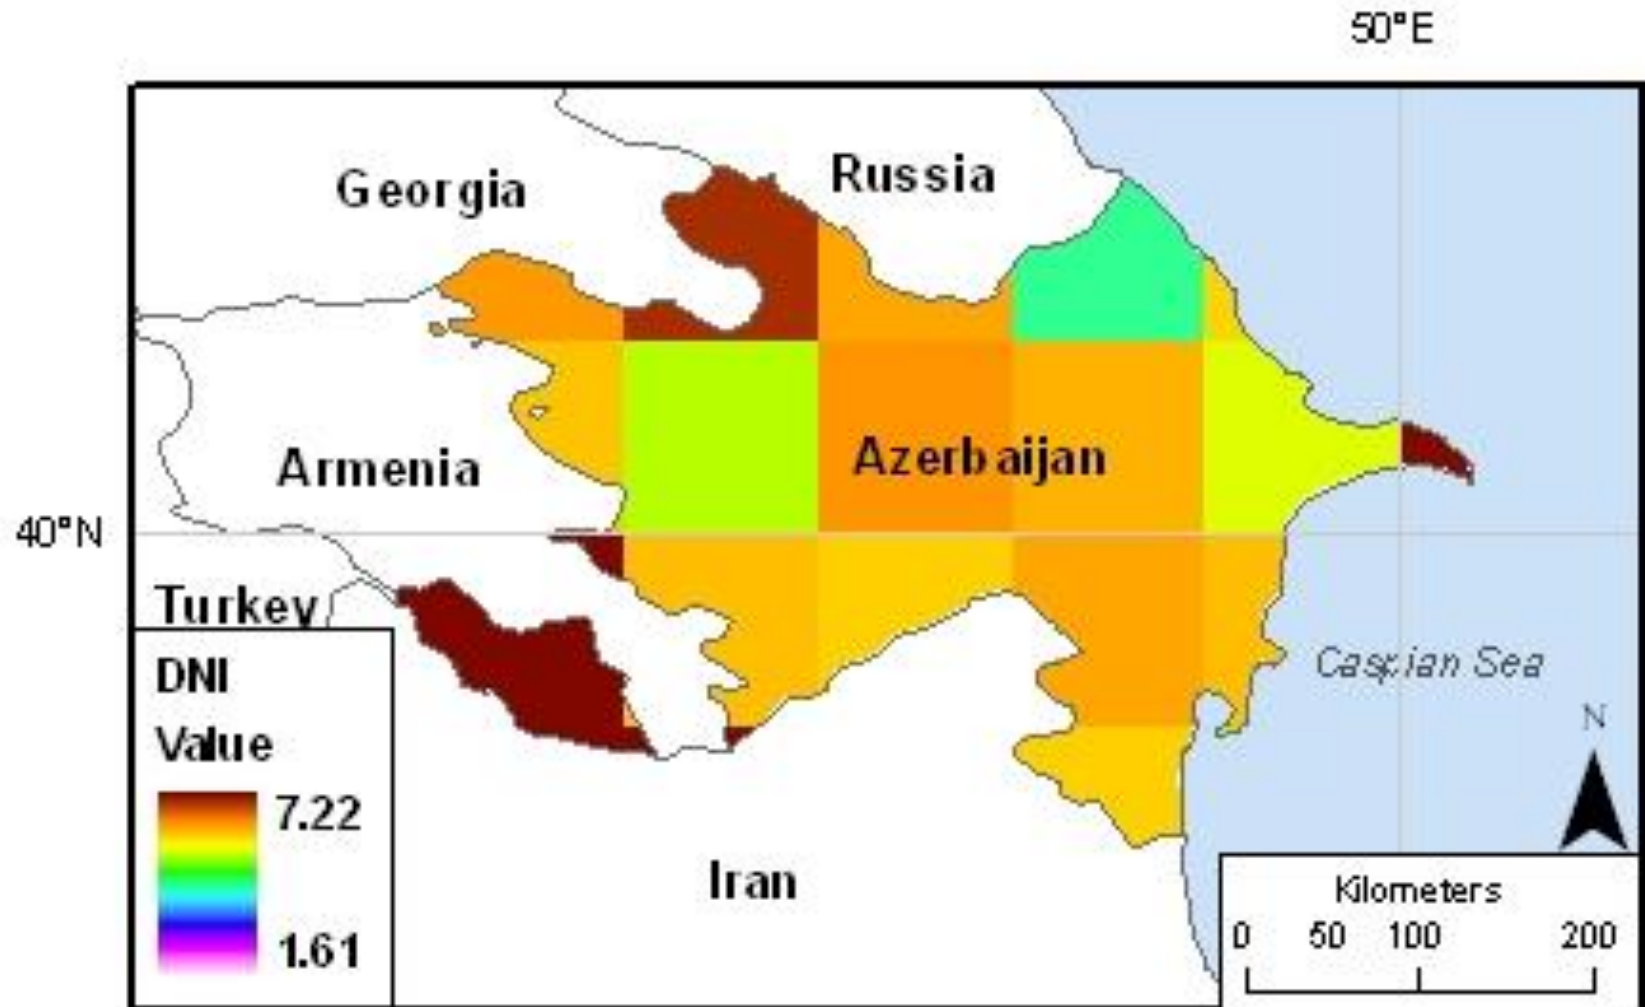 50°E
Georgia
Russia
Armenia
Azerbaijan
40°N
Turkey
Caspian Sea
DNI
Value
7.22
1.61
Iran
N
Kilometers
0 50 100 200